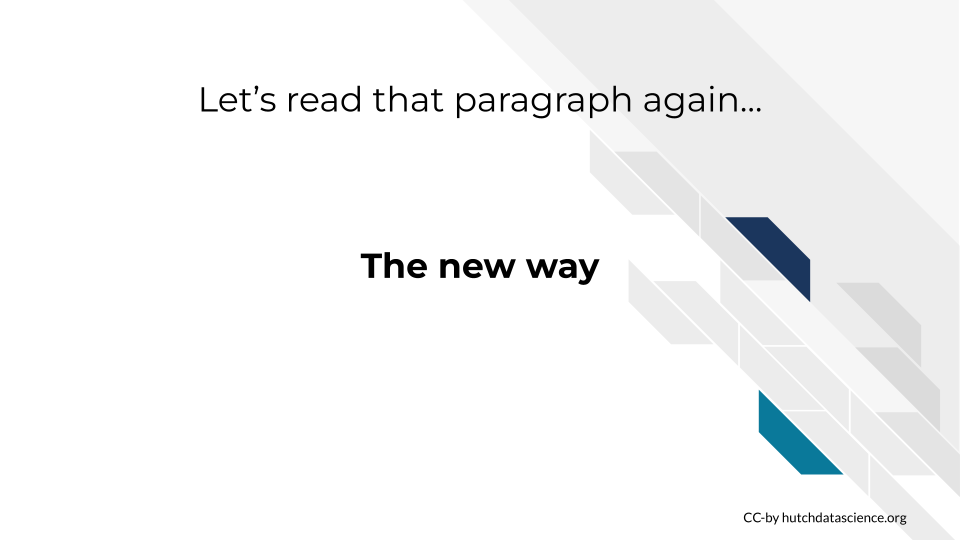 Let’s read that paragraph again…
The new way
CC-by hutchdatascience.org